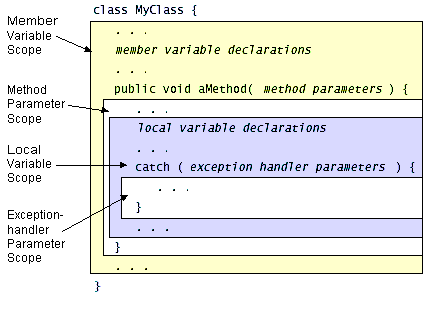 class MyClass {
Member
Variable
Scope
. . .
member variable declarations
. . .
public void aMethod( method parameters ) {
Method
Parameter
Scope
. . .
local variable declarations
. . .
Local
Variable
Scope
catch ( exception handler parameters ) {
. . .
}
Exception-
handler
Parameter
Scope
. . .
}
. . .
}